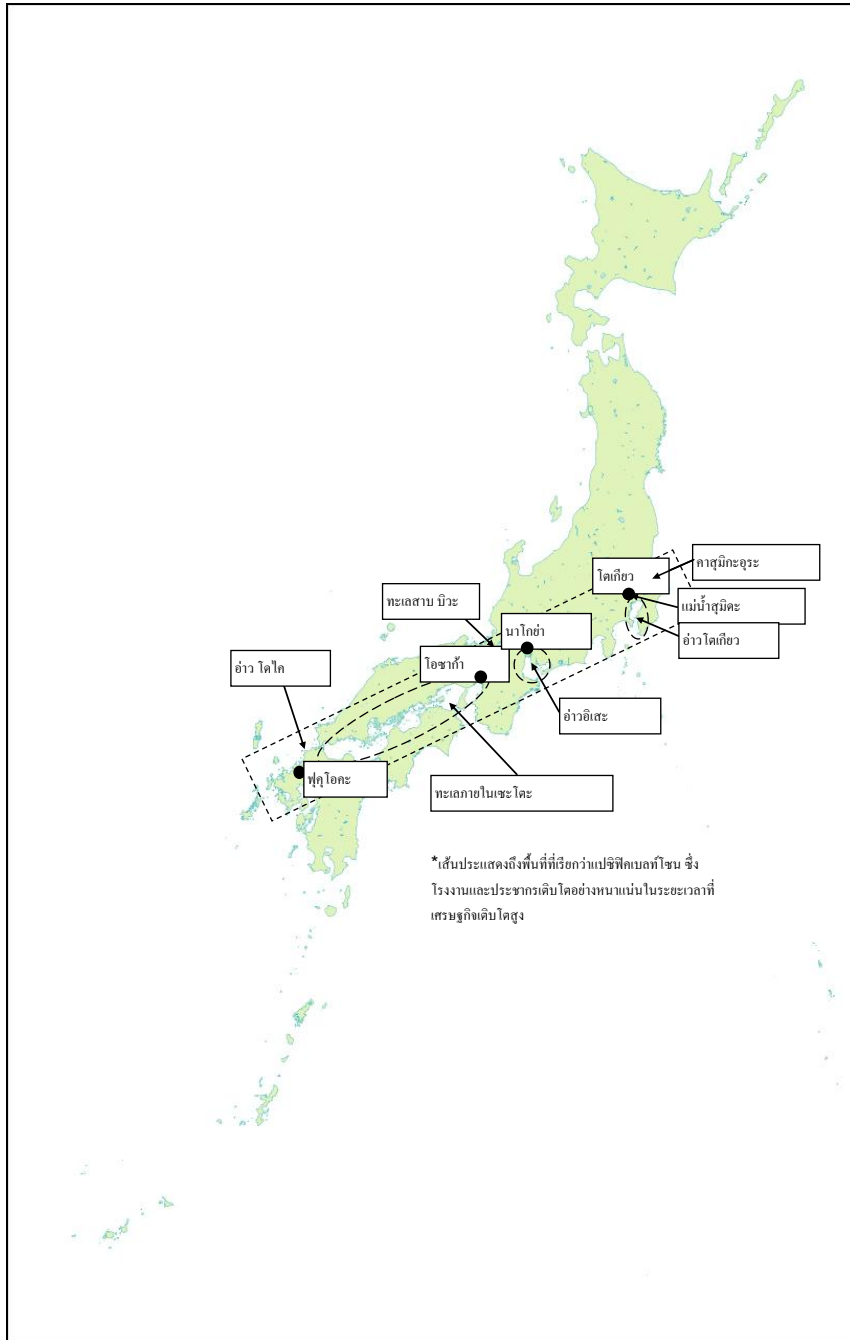 คาสุมิกะอุระ
โตเกียว
ทะเลสาบ บิวะ
แม่น้ำสุมิดะ
นาโกย่า
อ่าวโตเกียว
โอซาก้า
อ่าว โดไค
อ่าวอิเสะ
ฟุคุโอคะ
ทะเลภายในเซะโตะ
*เส้นประแสดงถึงพื้นที่ที่เรียกว่าแปซิฟิคเบลท์โซน ซึ่ง
โรงงานและประชากรเติบโตอย่างหนาแน่นในระยะเวลาที่
เศรษฐกิจเติบโตสูง